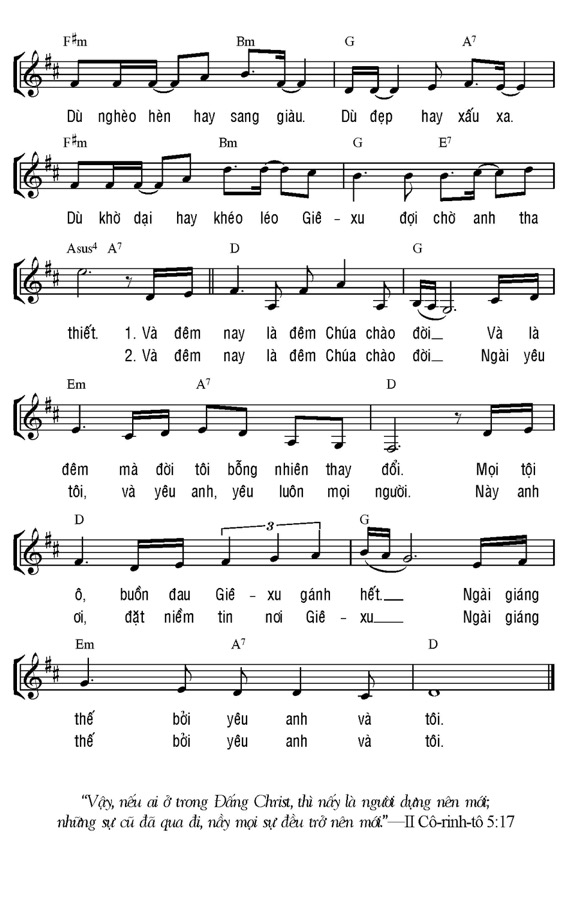 F♯m Bm G A7
Dù nghèo hèn hay sang giàu. Dù đẹp hay xấu xa.
F♯m Bm G E7
Dù khờ dại hay khéo léo Giê – xu đợi chờ anh tha
Asus4 A7 D G
thiết. 1. Và đêm nay là đêm Chúa chào đời Và là
2. Và đêm nay là đêm Chúa chào đời Ngài yêu
Em A7 D
đêm mà đời tôi bỗng nhiên thay đổi. Mọi tội
tôi, và yêu anh, yêu luôn mọi người. Này anh
D 3 G
ô, buồn đau Giê – xu gánh hết. Ngài giáng
ơi, đặt niềm tin nơi Giê – xu Ngài giáng
Em A7 D
thế bởi yêu anh và tôi.
thế bởi yêu anh và tôi.
“Vậy, nếu ai ở trong Đấng Christ, thì nấy là người dựng nên mới;
những sự cũ đã qua đi, nầy mọi sự đều trở nên mới.”—II Cô-rinh-tô 5:17